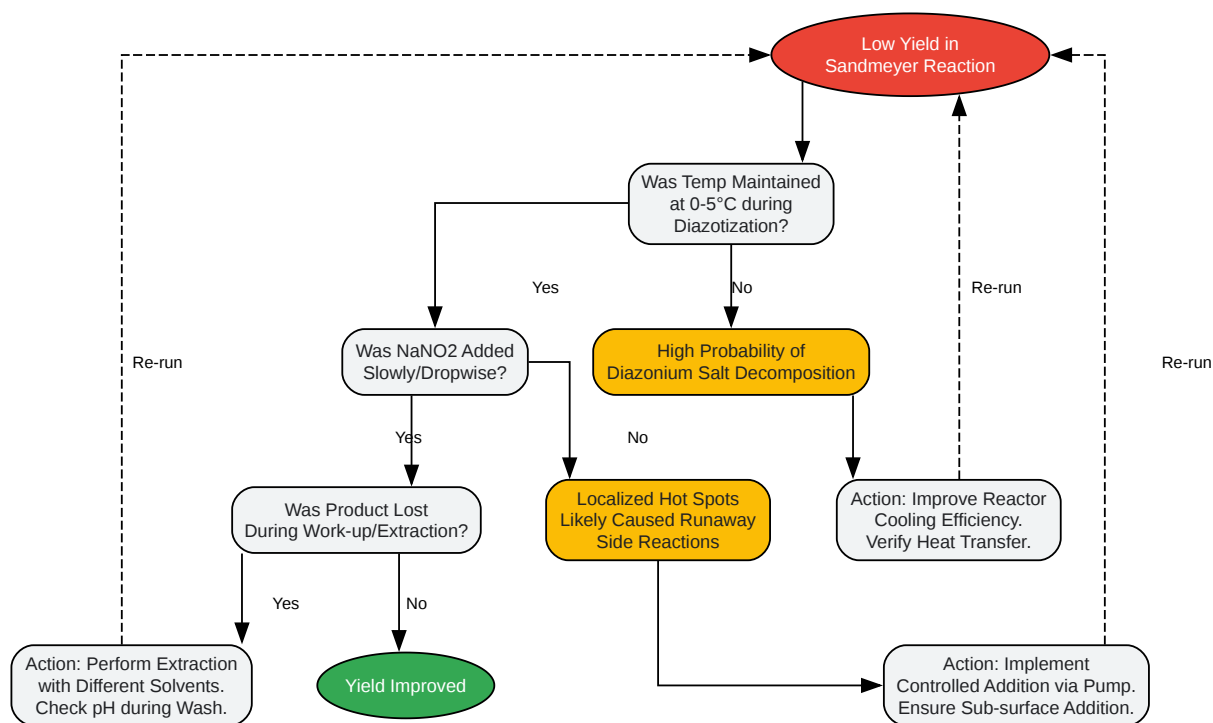 Low Yield in
Sandmeyer Reaction
Was Temp Maintained
at 0-5°C during
Diazotization?
Yes
No
Re-run
Was NaNO2 Added
Slowly/Dropwise?
High Probability of
Diazonium Salt Decomposition
Re-run
Re-run
Yes
No
Was Product Lost
During Work-up/Extraction?
Localized Hot Spots
Likely Caused Runaway
Side Reactions
Action: Improve Reactor
Cooling Efficiency.
Verify Heat Transfer.
Yes
No
Action: Perform Extraction
with Different Solvents.
Check pH during Wash.
Yield Improved
Action: Implement
Controlled Addition via Pump.
Ensure Sub-surface Addition.